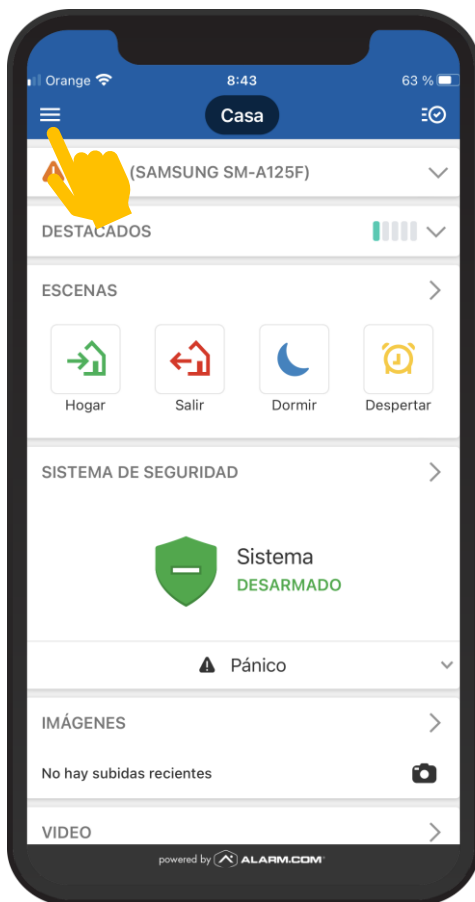 Orange 8:43 63 %
Casa
(SAMSUNG SM-A125F)
DESTACADOS
ESCENAS
Hogar Salir Dormir Despertar
SISTEMA DE SEGURIDAD
Sistema
DESARMADO
Pánico
IMÁGENES
No hay subidas recientes
VIDEO
powered by ALARM.COM